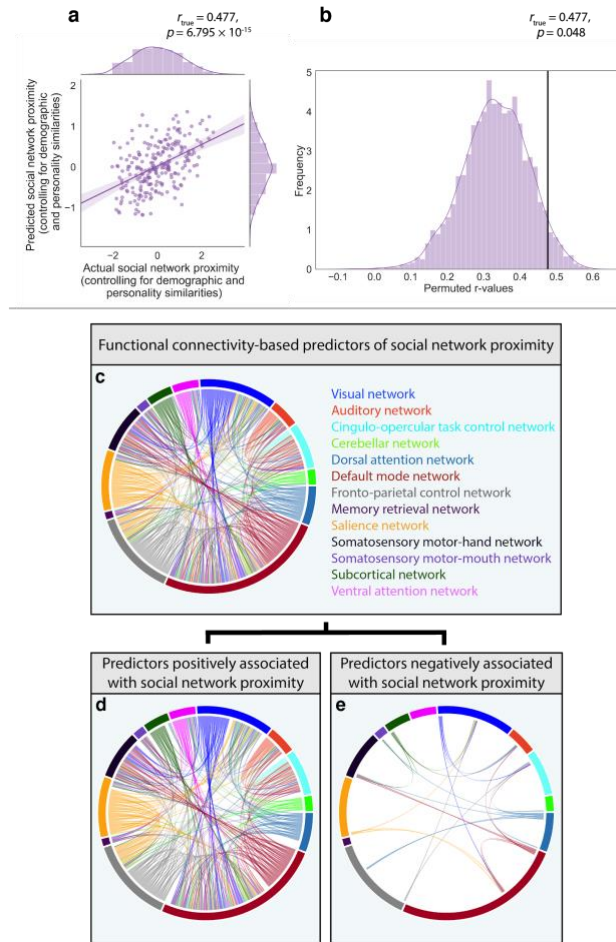 a
r_true = 0.477,
p = 6.795 × 10^-15
b
r_true = 0.477,
p = 0.048
Predicted social network proximity
(controlling for demographic
and personality similarities)
2
1
0
−1
−2
0
2
Actual social network proximity
(controlling for demographic and
personality similarities)
Frequency
5
4
3
2
1
0
−0.1
0.0
0.1
0.2
0.3
0.4
0.5
0.6
Permuted r-values
Functional connectivity-based predictors of social network proximity
c
Visual network
Auditory network
Cingulo-opercular task control network
Cerebellar network
Dorsal attention network
Default mode network
Fronto-parietal control network
Memory retrieval network
Salience network
Somatosensory motor-hand network
Somatosensory motor-mouth network
Subcortical network
Ventral attention network
Predictors positively associated
with social network proximity
d
Predictors negatively associated
with social network proximity
e